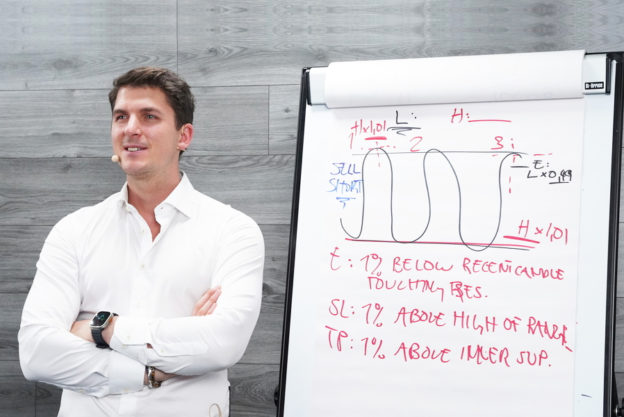 L:
H:
H x 1,01
1
2
3
E:
L x 0,99
SELL
SHORT
?
H x 1,01
E: 1% BELOW RECENT CANDLE
TOUCHING RES.
SL: 1% ABOVE HIGH OF RANGE
TP: 1% ABOVE INNER SUP.